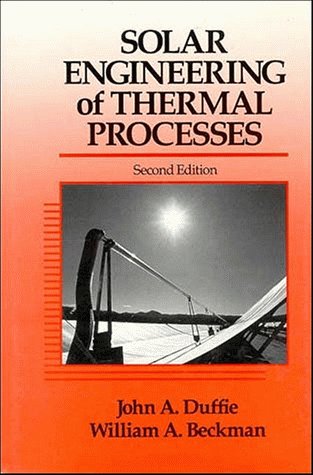 SOLAR
ENGINEERING
of THERMAL
PROCESSES
Second Edition
John A. Duffie
William A. Beckman